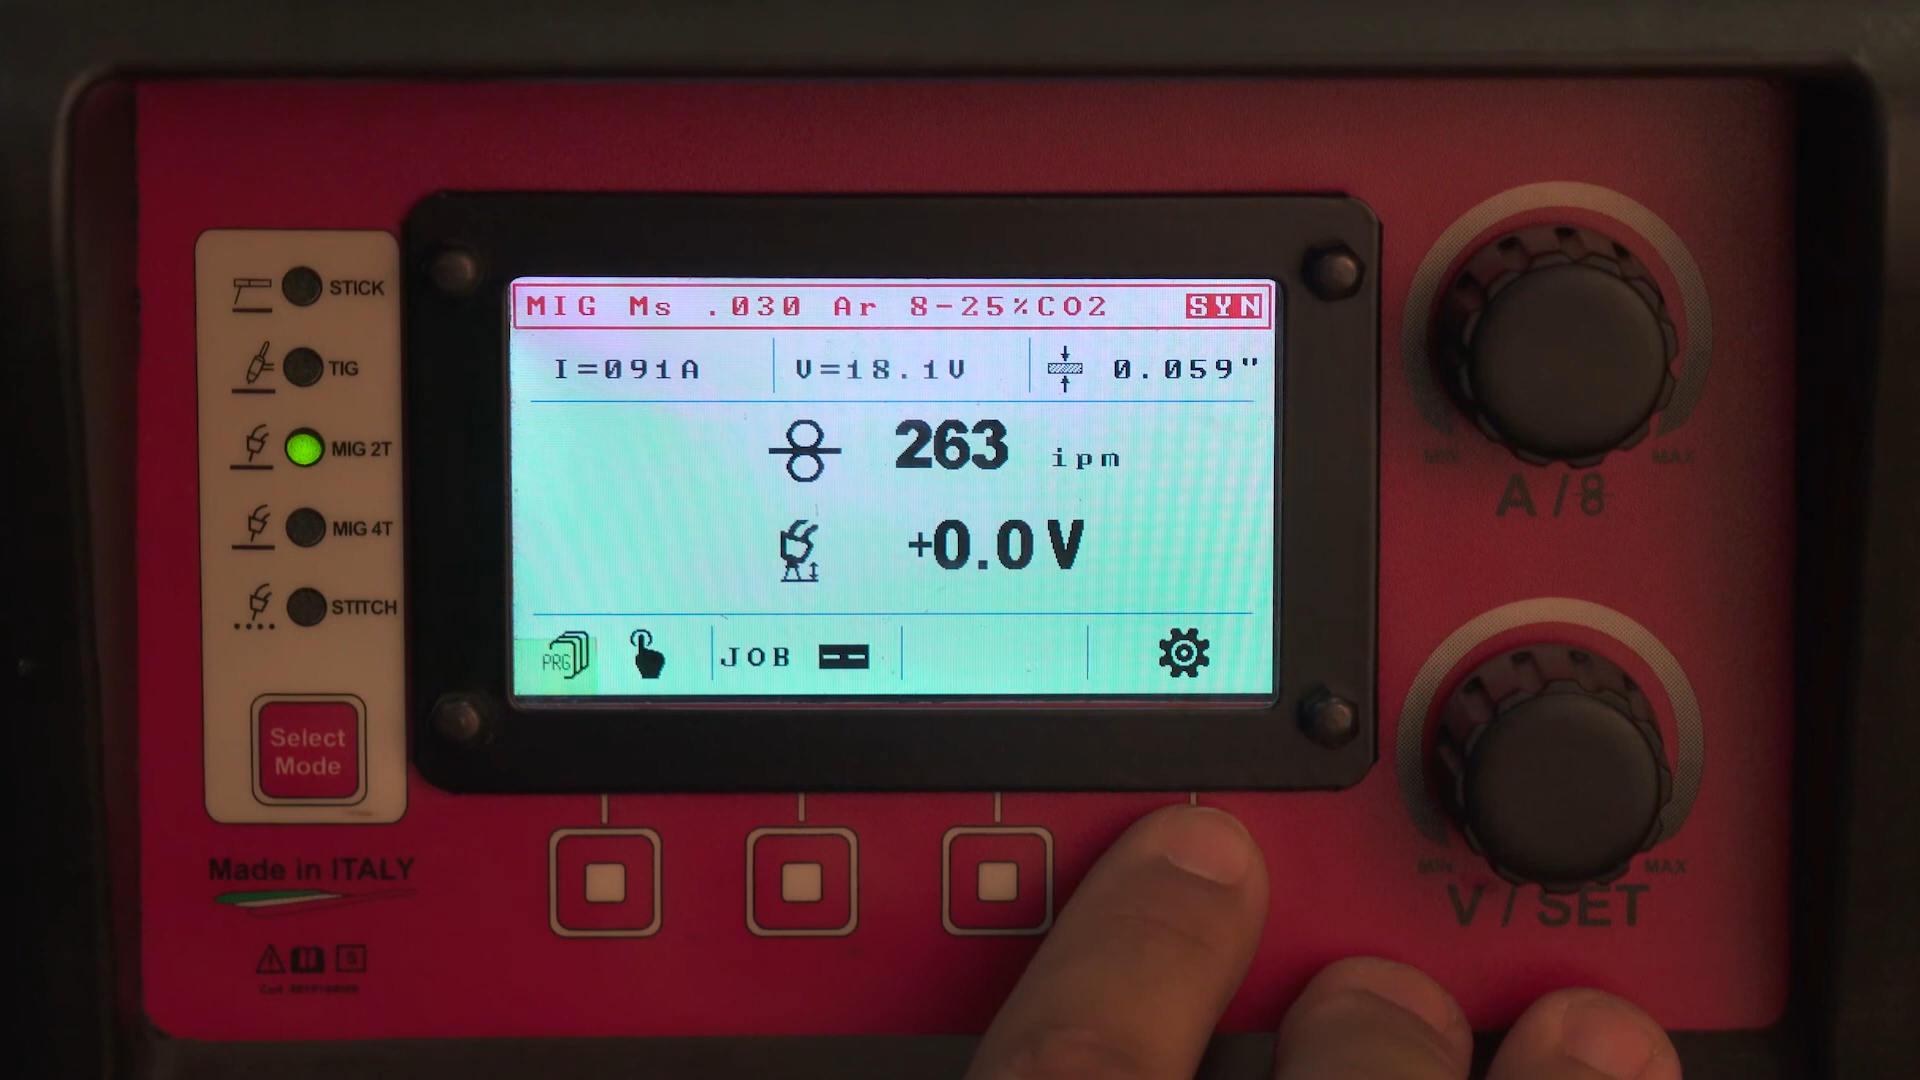 MIG Ms .030 Ar 8-25%CO2 SYN
I=091A V=18.1V 0.059"
263 ipm
+0.0V
PRG JOB --
STICK
TIG
MIG 2T
MIG 4T
STITCH
Select
Mode
Made in ITALY
MIN MAX
A / 8
MIN MAX
V / SET